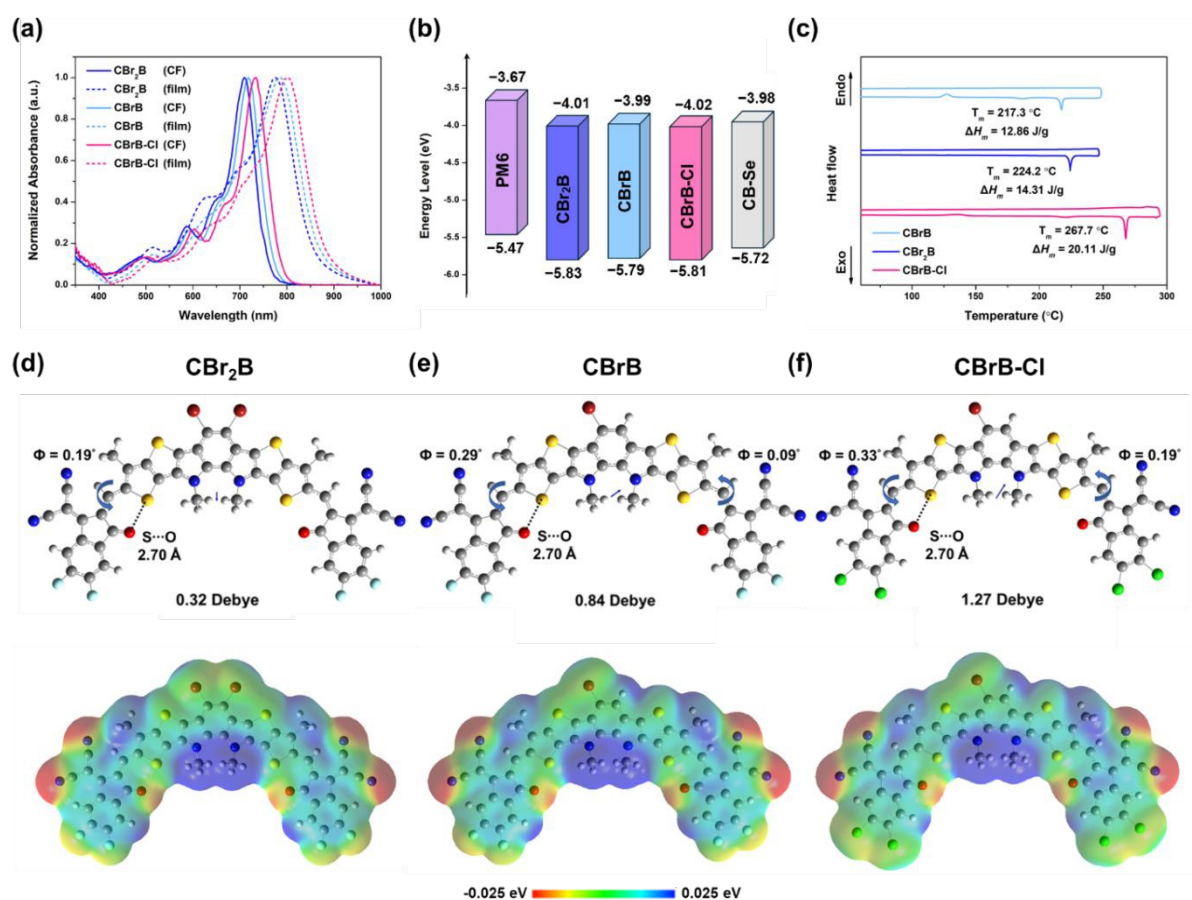 (a)
CBr₂B (CF)
CBr₂B (film)
CBrB (CF)
CBrB (film)
CBrB-Cl (CF)
CBrB-Cl (film)
Normalized Absorbance (a.u.)
1.0
0.8
0.6
0.4
0.2
0.0
400 500 600 700 800 900 1000
Wavelength (nm)
(b)
Energy Level (eV)
-3.5
-4.0
-4.5
-5.0
-5.5
-6.0
−3.67
−4.01
−3.99
−4.02
−3.98
PM6
CBr₂B
CBrB
CBrB-Cl
CB-Se
−5.47
−5.83
−5.79
−5.81
−5.72
(c)
Endo
Heat flow
Exo
Tₘ = 217.3 °C
ΔHₘ = 12.86 J/g
Tₘ = 224.2 °C
ΔHₘ = 14.31 J/g
Tₘ = 267.7 °C
ΔHₘ = 20.11 J/g
CBrB
CBr₂B
CBrB-Cl
100 150 200 250 300
Temperature (°C)
(d)
CBr₂B
Φ = 0.19°
S···O
2.70 Å
0.32 Debye
(e)
CBrB
Φ = 0.29°
Φ = 0.09°
S···O
2.70 Å
0.84 Debye
(f)
CBrB-Cl
Φ = 0.33°
Φ = 0.19°
S···O
2.70 Å
1.27 Debye
-0.025 eV
0.025 eV